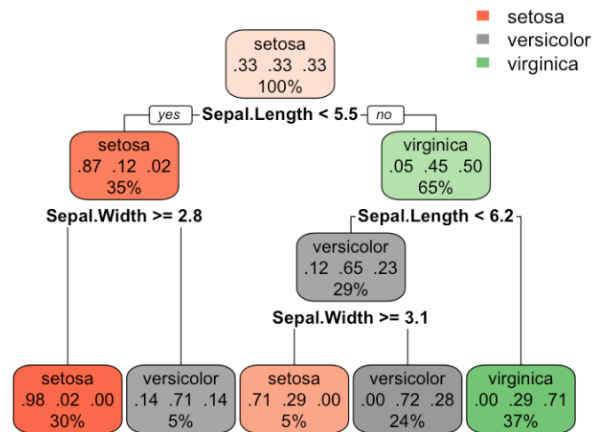 setosa
versicolor
virginica
setosa
.33 .33 .33
100%
yes Sepal.Length < 5.5 no
setosa
.87 .12 .02
35%
virginica
.05 .45 .50
65%
Sepal.Width >= 2.8
Sepal.Length < 6.2
versicolor
.12 .65 .23
29%
Sepal.Width >= 3.1
setosa
.98 .02 .00
30%
versicolor
.14 .71 .14
5%
setosa
.71 .29 .00
5%
versicolor
.00 .72 .28
24%
virginica
.00 .29 .71
37%